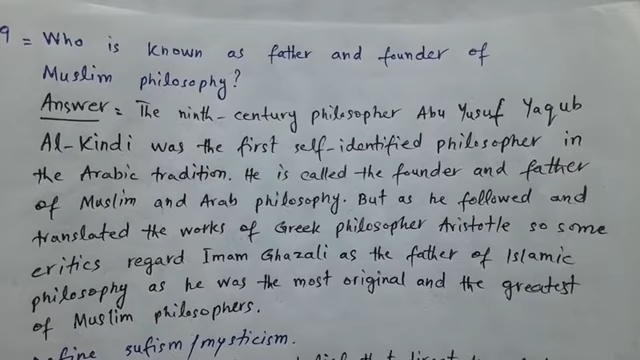 9 = Who is known as father and founder of
Muslim philosophy?
Answer = The ninth-century philosopher Abu Yusuf Yaqub
Al-Kindi was the first self-identified philosopher in
the Arabic tradition. He is called the founder and father
of Muslim and Arab philosophy. But as he followed and
translated the works of Greek philosopher Aristotle so some
critics regard Imam Ghazali as the father of Islamic
philosophy as he was the most original and the greatest
of Muslim philosophers.
sufism/mysticism.